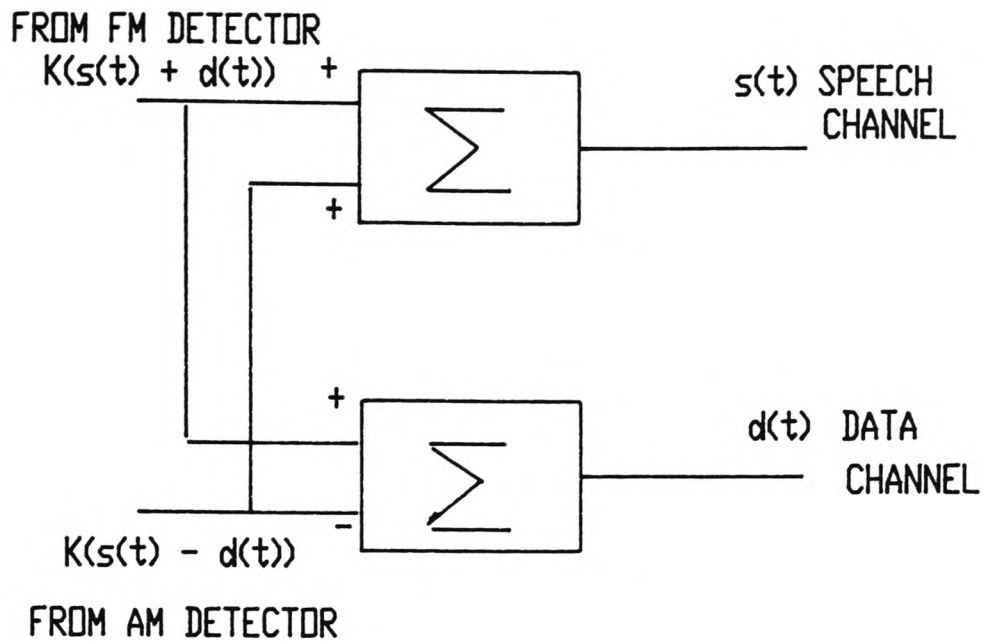 FROM FM DETECTOR
K(s(t) + d(t)) +
Σ
+
s(t) SPEECH
CHANNEL
+
Σ
-
d(t) DATA
CHANNEL
K(s(t) - d(t))
FROM AM DETECTOR